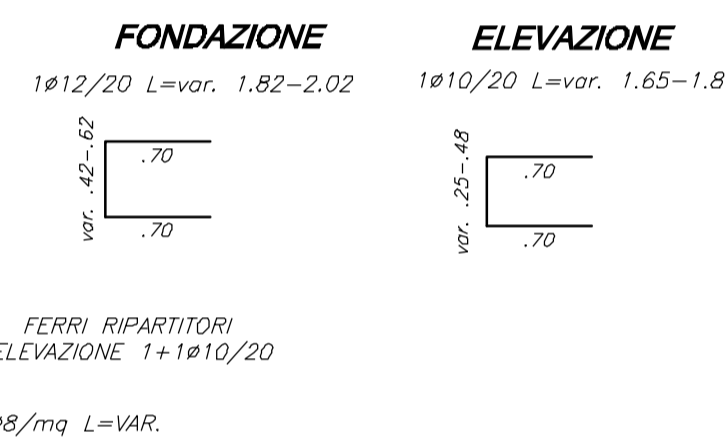 FONDAZIONE
1ø12/20 L=var. 1.82-2.02
var. .42-.62
.70
.70
ELEVAZIONE
1ø10/20 L=var. 1.65-1.8
var. .25-.48
.70
.70
FERRI RIPARTITORI
ELEVAZIONE 1+1ø10/20
ø8/mq L=VAR.